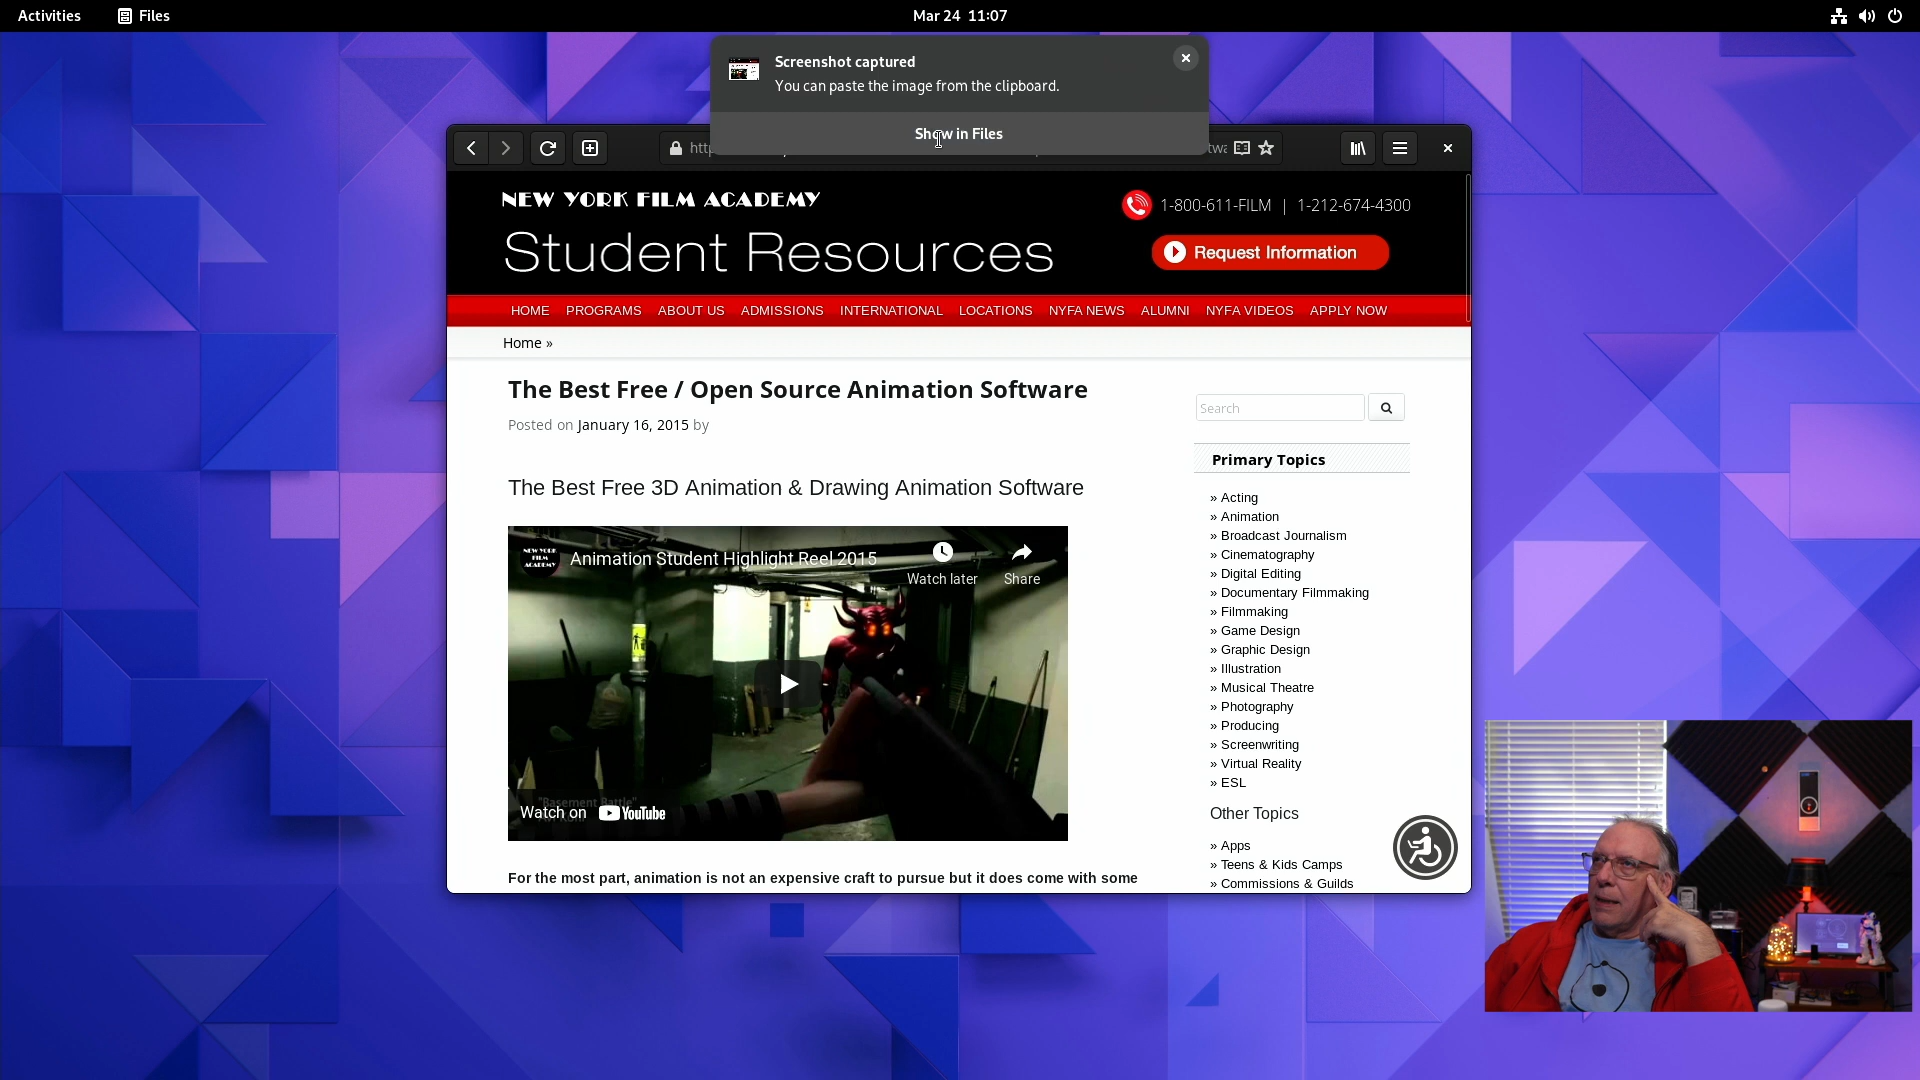 Activities Files Mar 24 11:07
Screenshot captured
You can paste the image from the clipboard.
Show in Files
NEW YORK FILM ACADEMY
1-800-611-FILM | 1-212-674-4300
Student Resources
Request Information
HOME PROGRAMS ABOUT US ADMISSIONS INTERNATIONAL LOCATIONS NYFA NEWS ALUMNI NYFA VIDEOS APPLY NOW
Home »
The Best Free / Open Source Animation Software
Posted on January 16, 2015 by
The Best Free 3D Animation & Drawing Animation Software
NEW YORK
FILM
ACADEMY
Animation Student Highlight Reel 2015
Watch later Share
"Basement Battle"
Watch on YouTube
For the most part, animation is not an expensive craft to pursue but it does come with some
Search
Primary Topics
» Acting
» Animation
» Broadcast Journalism
» Cinematography
» Digital Editing
» Documentary Filmmaking
» Filmmaking
» Game Design
» Graphic Design
» Illustration
» Musical Theatre
» Photography
» Producing
» Screenwriting
» Virtual Reality
» ESL
Other Topics
» Apps
» Teens & Kids Camps
» Commissions & Guilds